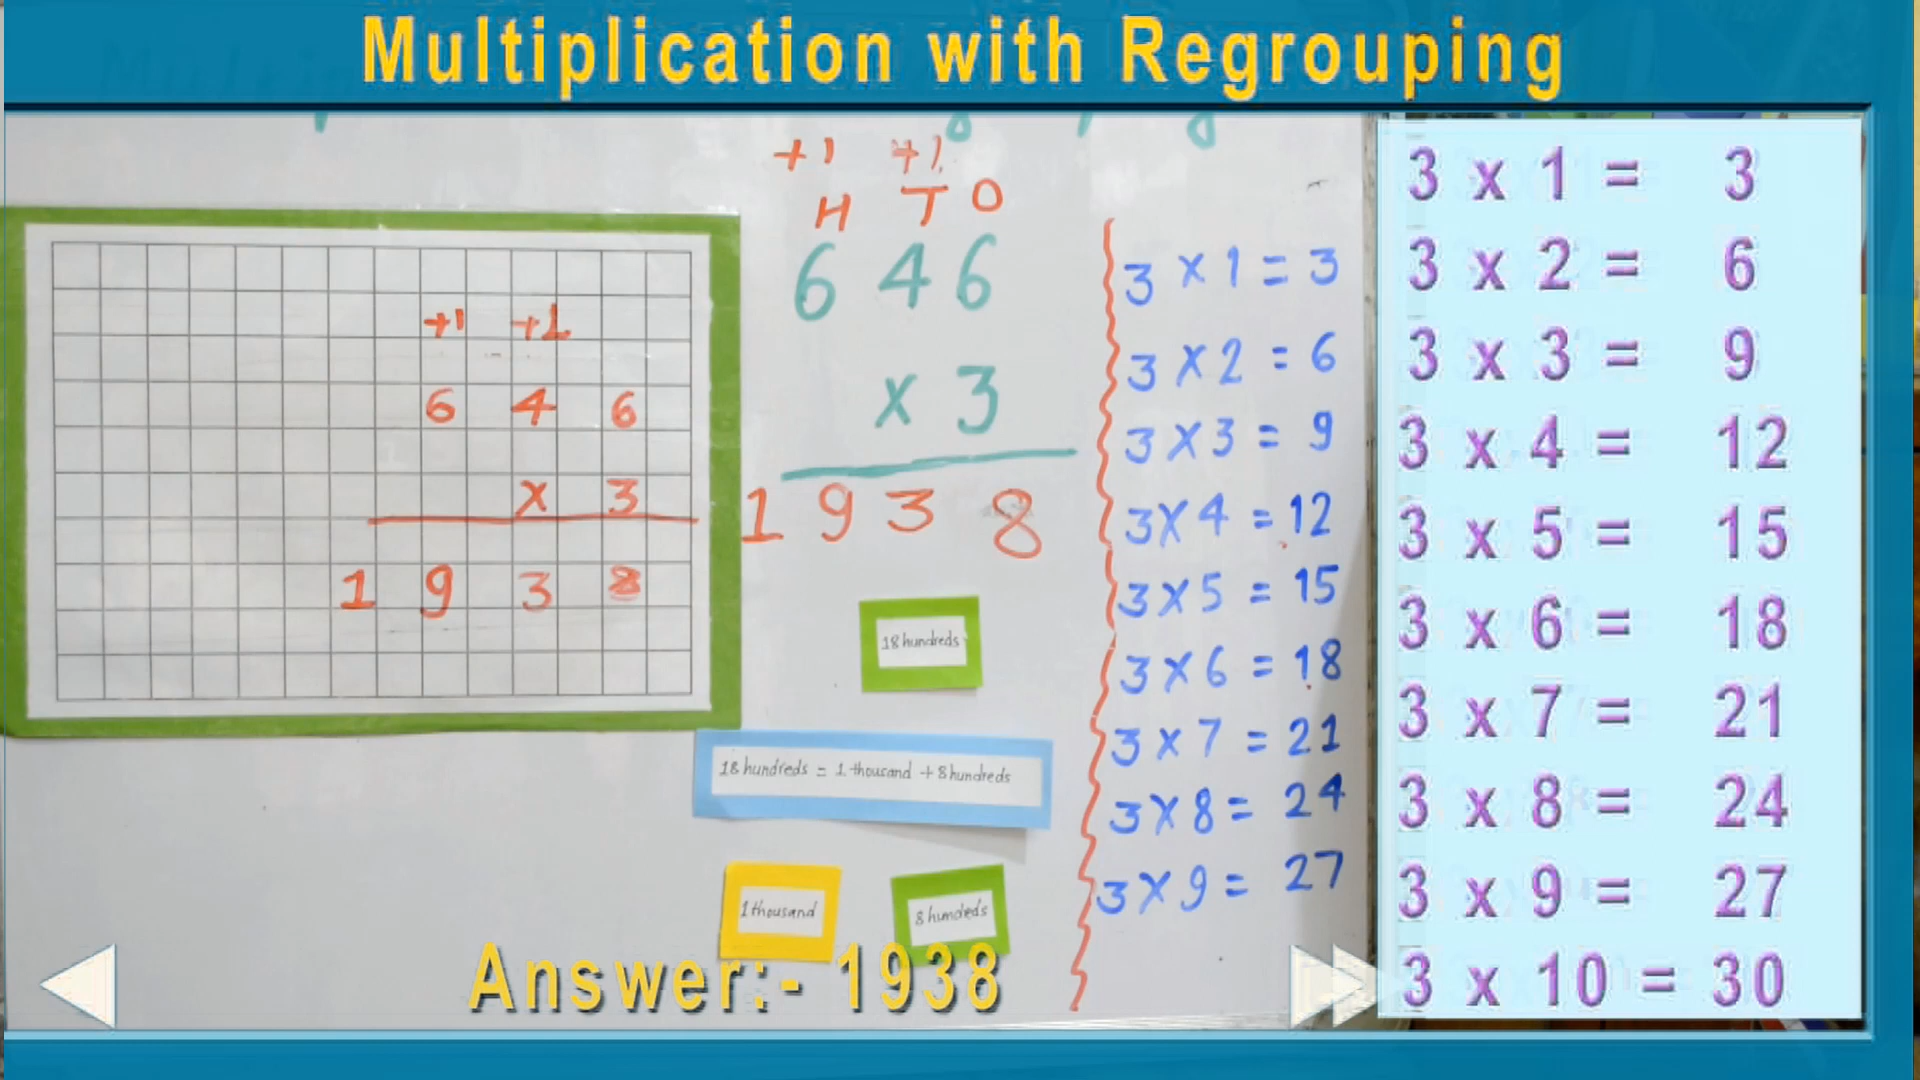 Multiplication with Regrouping
+1 +1
6 4 6
x 3
1 9 3 8
+1 +1
H T O
6 4 6
x 3
1 9 3 8
18 hundreds
18 hundreds = 1 thousand + 8 hundreds
1 thousand
8 hundreds
3 x 1 = 3
3 x 2 = 6
3 x 3 = 9
3 x 4 = 12
3 x 5 = 15
3 x 6 = 18
3 x 7 = 21
3 x 8 = 24
3 x 9 = 27
3 x 1 = 3
3 x 2 = 6
3 x 3 = 9
3 x 4 = 12
3 x 5 = 15
3 x 6 = 18
3 x 7 = 21
3 x 8 = 24
3 x 9 = 27
3 x 10 = 30
Answer:- 1938